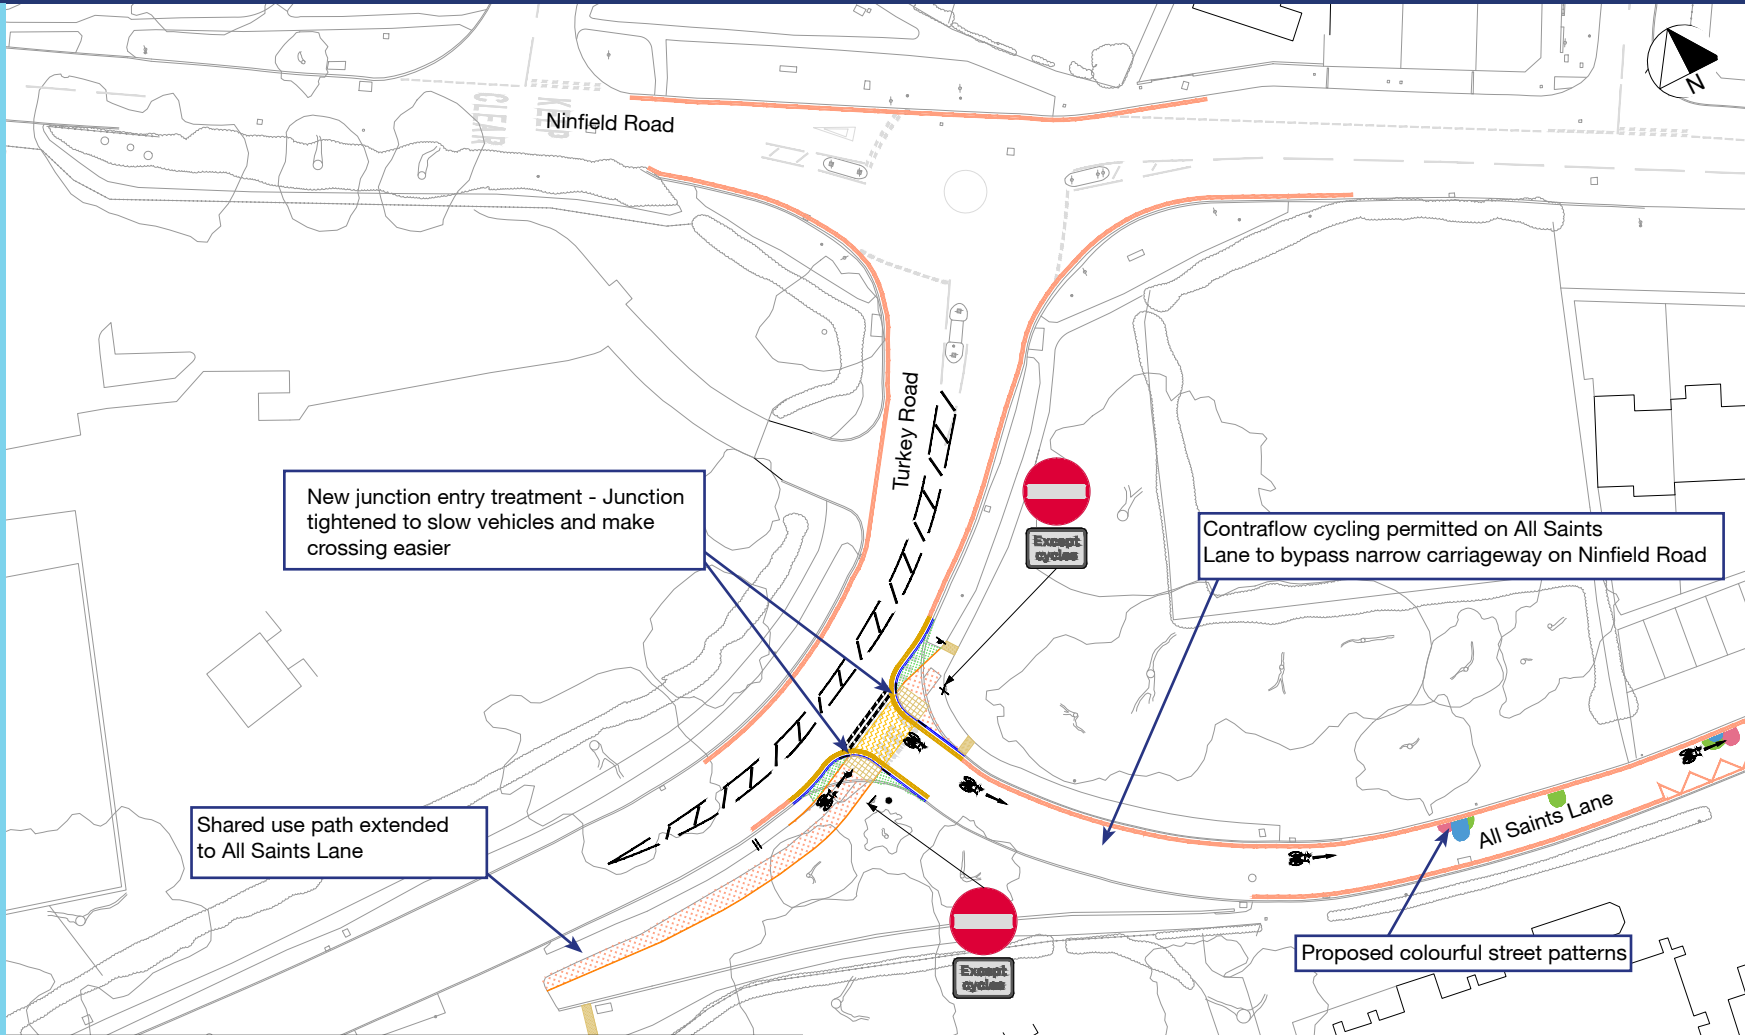 KEEP
CLEAR
Ninfield Road
N
Turkey Road
New junction entry treatment - Junction
tightened to slow vehicles and make
crossing easier
Except
cycles
Contraflow cycling permitted on All Saints
Lane to bypass narrow carriageway on Ninfield Road
Shared use path extended
to All Saints Lane
All Saints Lane
Except
cycles
Proposed colourful street patterns